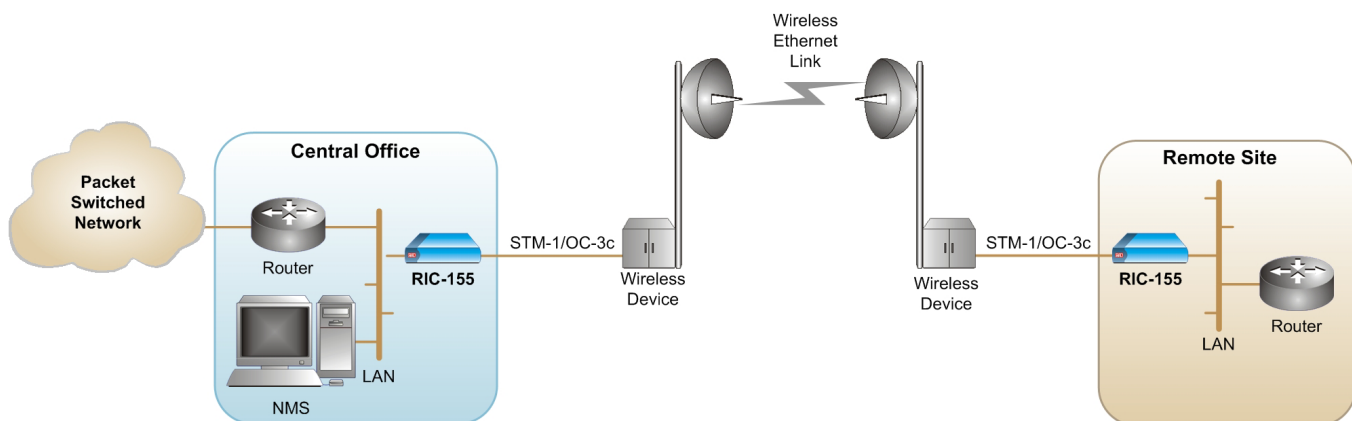 Wireless
Ethernet
Link
Central Office
Remote Site
Packet
Switched
Network
STM-1/OC-3c
STM-1/OC-3c
Router
RIC-155
Wireless
Device
Wireless
Device
RIC-155
Router
LAN
LAN
NMS